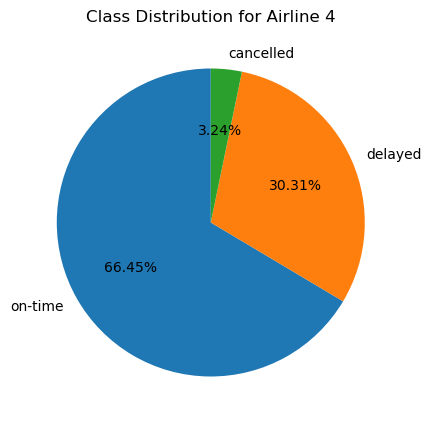 Class Distribution for Airline 4
cancelled
3.24%
delayed
30.31%
66.45%
on-time